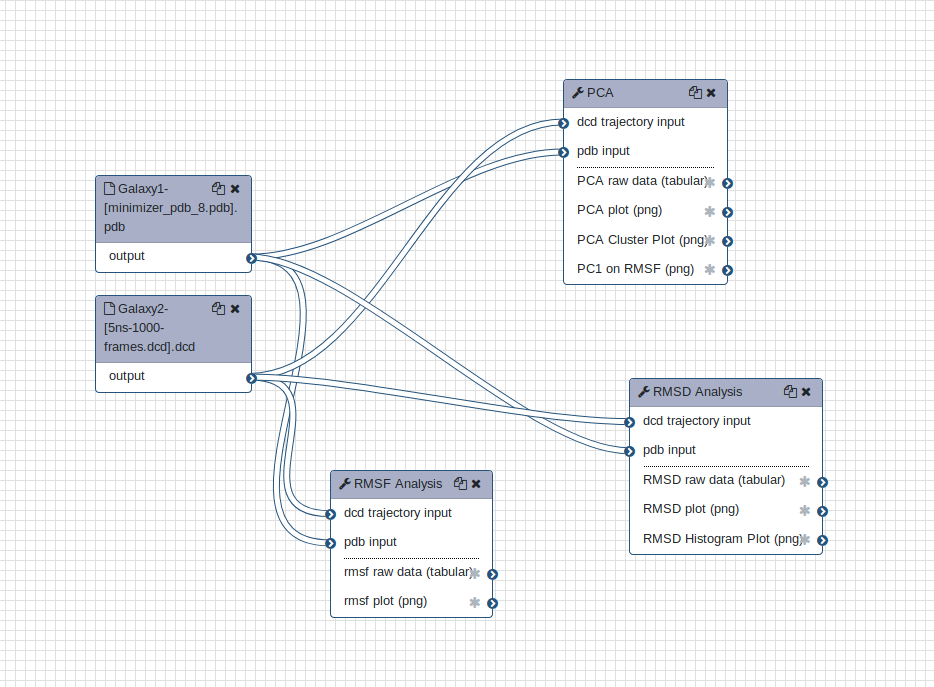 Galaxy1-
[minimizer_pdb_8.pdb].
pdb
output
Galaxy2-
[5ns-1000-
frames.dcd].dcd
output
PCA
dcd trajectory input
pdb input
PCA raw data (tabular)
PCA plot (png)
PCA Cluster Plot (png)
PC1 on RMSF (png)
RMSD Analysis
dcd trajectory input
pdb input
RMSD raw data (tabular)
RMSD plot (png)
RMSD Histogram Plot (png)
RMSF Analysis
dcd trajectory input
pdb input
rmsf raw data (tabular)
rmsf plot (png)